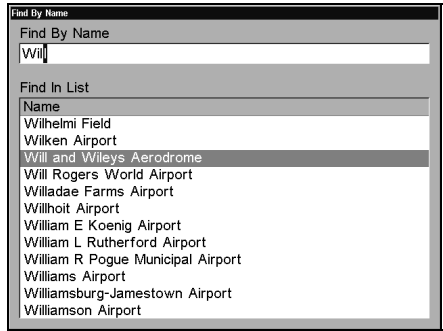 Find By Name
Find By Name
Will
Find In List
Name
Wilhelmi Field
Wilken Airport
Will and Wileys Aerodrome
Will Rogers World Airport
Willadae Farms Airport
Willhoit Airport
William E Koenig Airport
William L Rutherford Airport
William R Pogue Municipal Airport
Williams Airport
Williamsburg-Jamestown Airport
Williamson Airport